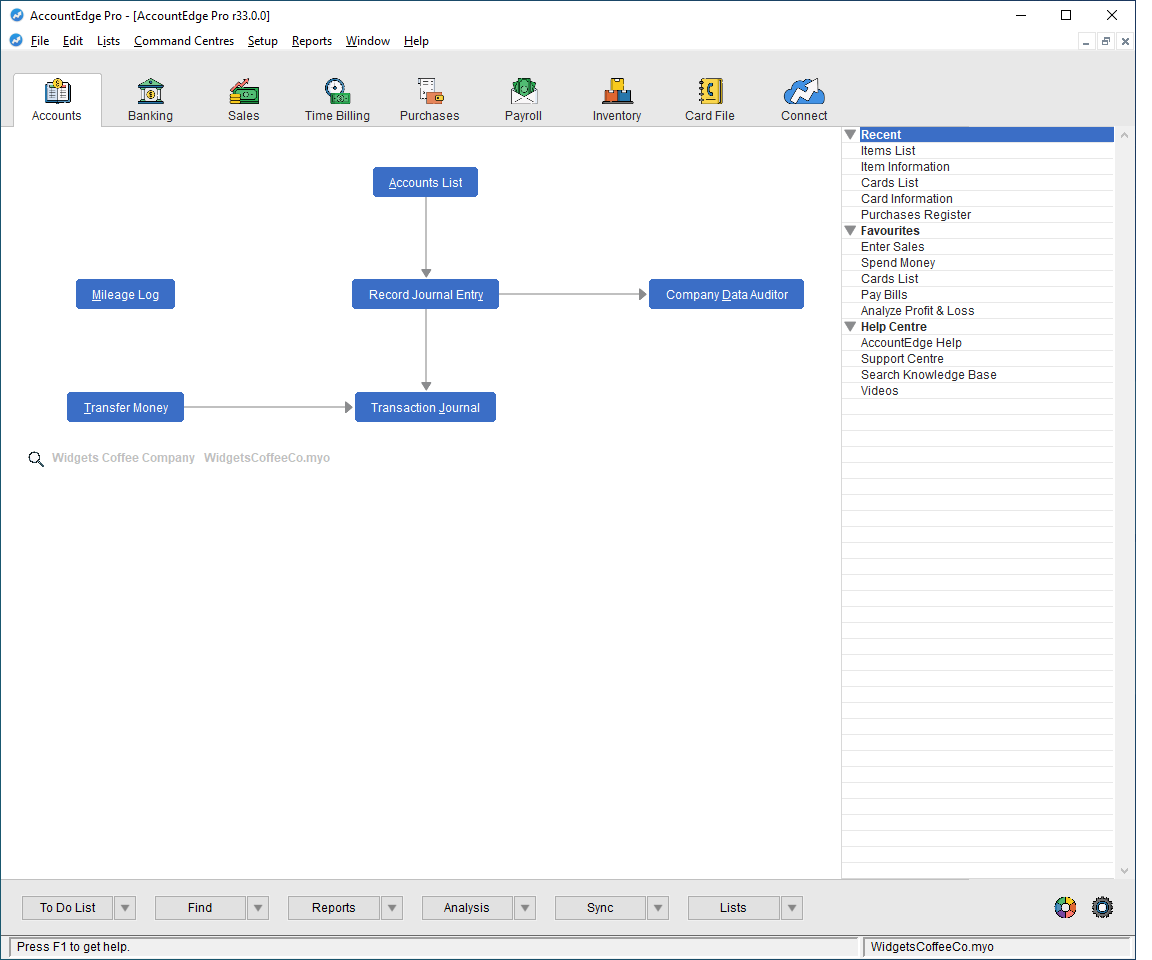 AccountEdge Pro - [AccountEdge Pro r33.0.0]
File Edit Lists Command Centres Setup Reports Window Help
Accounts Banking Sales Time Billing Purchases Payroll Inventory Card File Connect
Accounts List
Mileage Log Record Journal Entry Company Data Auditor
Transfer Money Transaction Journal
Widgets Coffee Company WidgetsCoffeeCo.myo
Recent
Items List
Item Information
Cards List
Card Information
Purchases Register
Favourites
Enter Sales
Spend Money
Cards List
Pay Bills
Analyze Profit & Loss
Help Centre
AccountEdge Help
Support Centre
Search Knowledge Base
Videos
To Do List Find Reports Analysis Sync Lists
Press F1 to get help. WidgetsCoffeeCo.myo